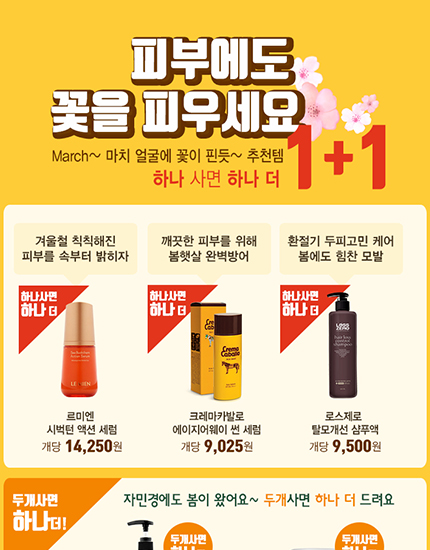 피부에도
꽃을 피우세요
March~ 마치 얼굴에 꽃이 핀듯~ 추천템
하나 사면 하나 더
1+1
겨울철 칙칙해진
피부를 속부터 밝히자
깨끗한 피부를 위해
봄햇살 완벽방어
환절기 두피고민 케어
봄에도 힘찬 모발
하나사면
하나 더
하나사면
하나 더
하나사면
하나 더
Crema
Cabana
Crema
Cabana
LOSS
ZERO
hair loss
control
shampoo
르미엔
시벅턴 액션 세럼
개당 14,250원
크레마카발로
에이지어웨이 썬 세럼
개당 9,025원
로스제로
탈모개선 샴푸액
개당 9,500원
두개사면
하나더!
자민경에도 봄이 왔어요~ 두개사면 하나 더 드려요
두개사면
두개사면